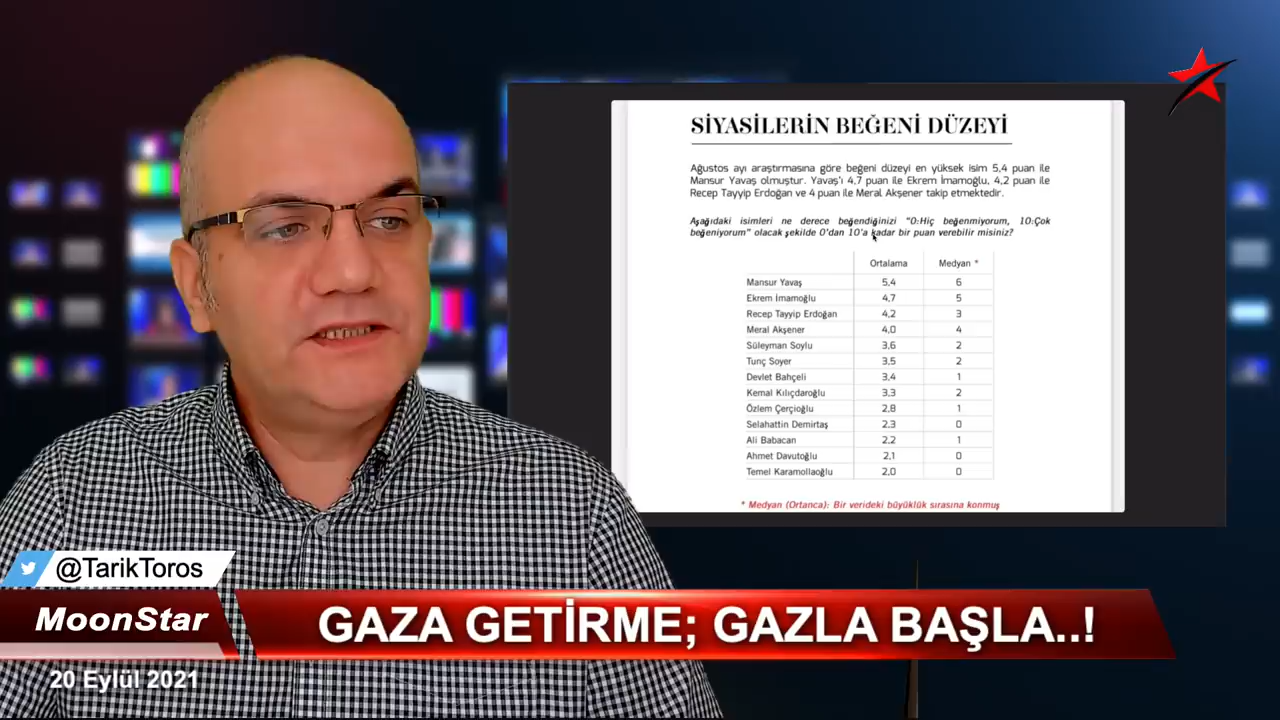 SİYASİLERİN BEĞENİ DÜZEYİ
Ağustos ayı araştırmasına göre beğeni düzeyi en yüksek isim 5,4 puan ile
Mansur Yavaş olmuştur. Yavaş'ı 4,7 puan ile Ekrem İmamoğlu, 4,2 puan ile
Recep Tayyip Erdoğan ve 4 puan ile Meral Akşener takip etmektedir.
Aşağıdaki isimleri ne derece beğendiğinizi "0:Hiç beğenmiyorum, 10:Çok
beğeniyorum" olacak şekilde 0'dan 10'a kadar bir puan verebilir misiniz?
Ortalama Medyan *
Mansur Yavaş 5,4 6
Ekrem İmamoğlu 4,7 5
Recep Tayyip Erdoğan 4,2 3
Meral Akşener 4,0 4
Süleyman Soylu 3,6 2
Tunç Soyer 3,5 2
Devlet Bahçeli 3,4 1
Kemal Kılıçdaroğlu 3,3 2
Özlem Çerçioğlu 2,8 1
Selahattin Demirtaş 2,3 0
Ali Babacan 2,2 1
Ahmet Davutoğlu 2,1 0
Temel Karamollaoğlu 2,0 0
* Medyan (Ortanca); Bir verideki büyüklük sırasına konmuş
@TarikToros
MoonStar
GAZA GETİRME; GAZLA BAŞLA..!
20 Eylül 2021